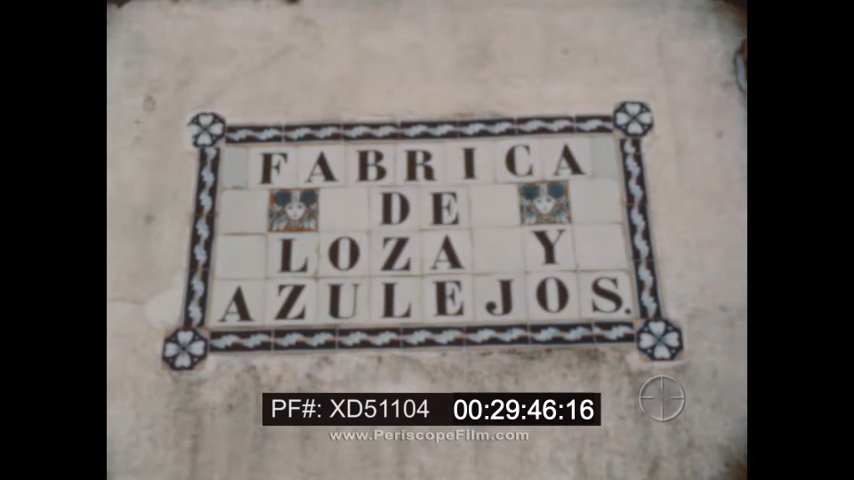 FABRICA
DE
LOZA Y
AZULEJOS.
PF#: XD51104 00:29:46:16
www.PeriscopeFilm.com